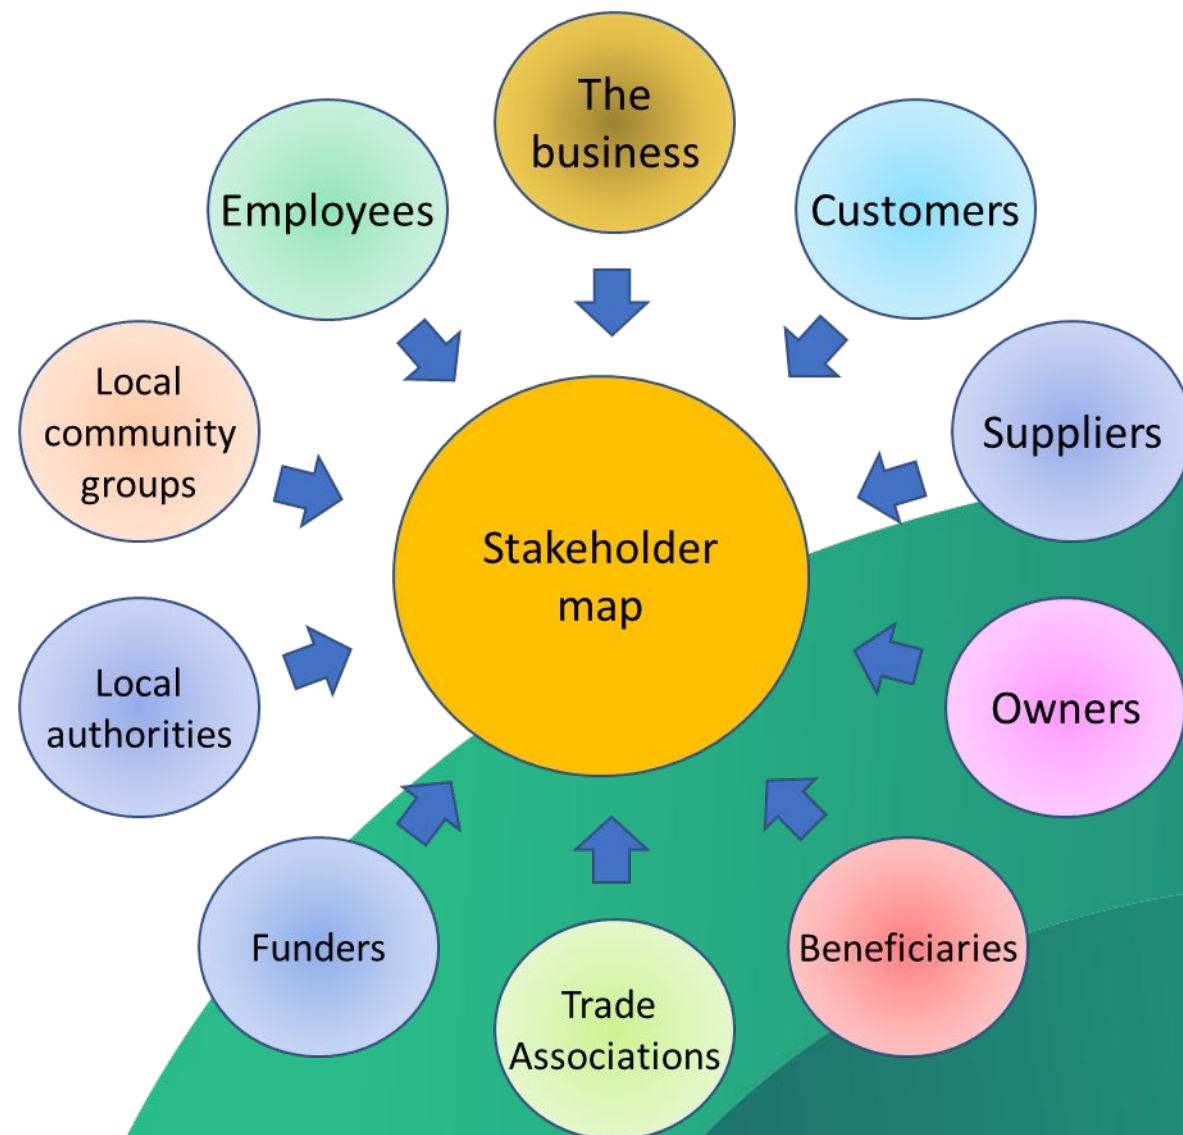 The
business
Employees
Customers
Local
community
groups
Suppliers
Stakeholder
map
Local
authorities
Owners
Funders
Beneficiaries
Trade
Associations